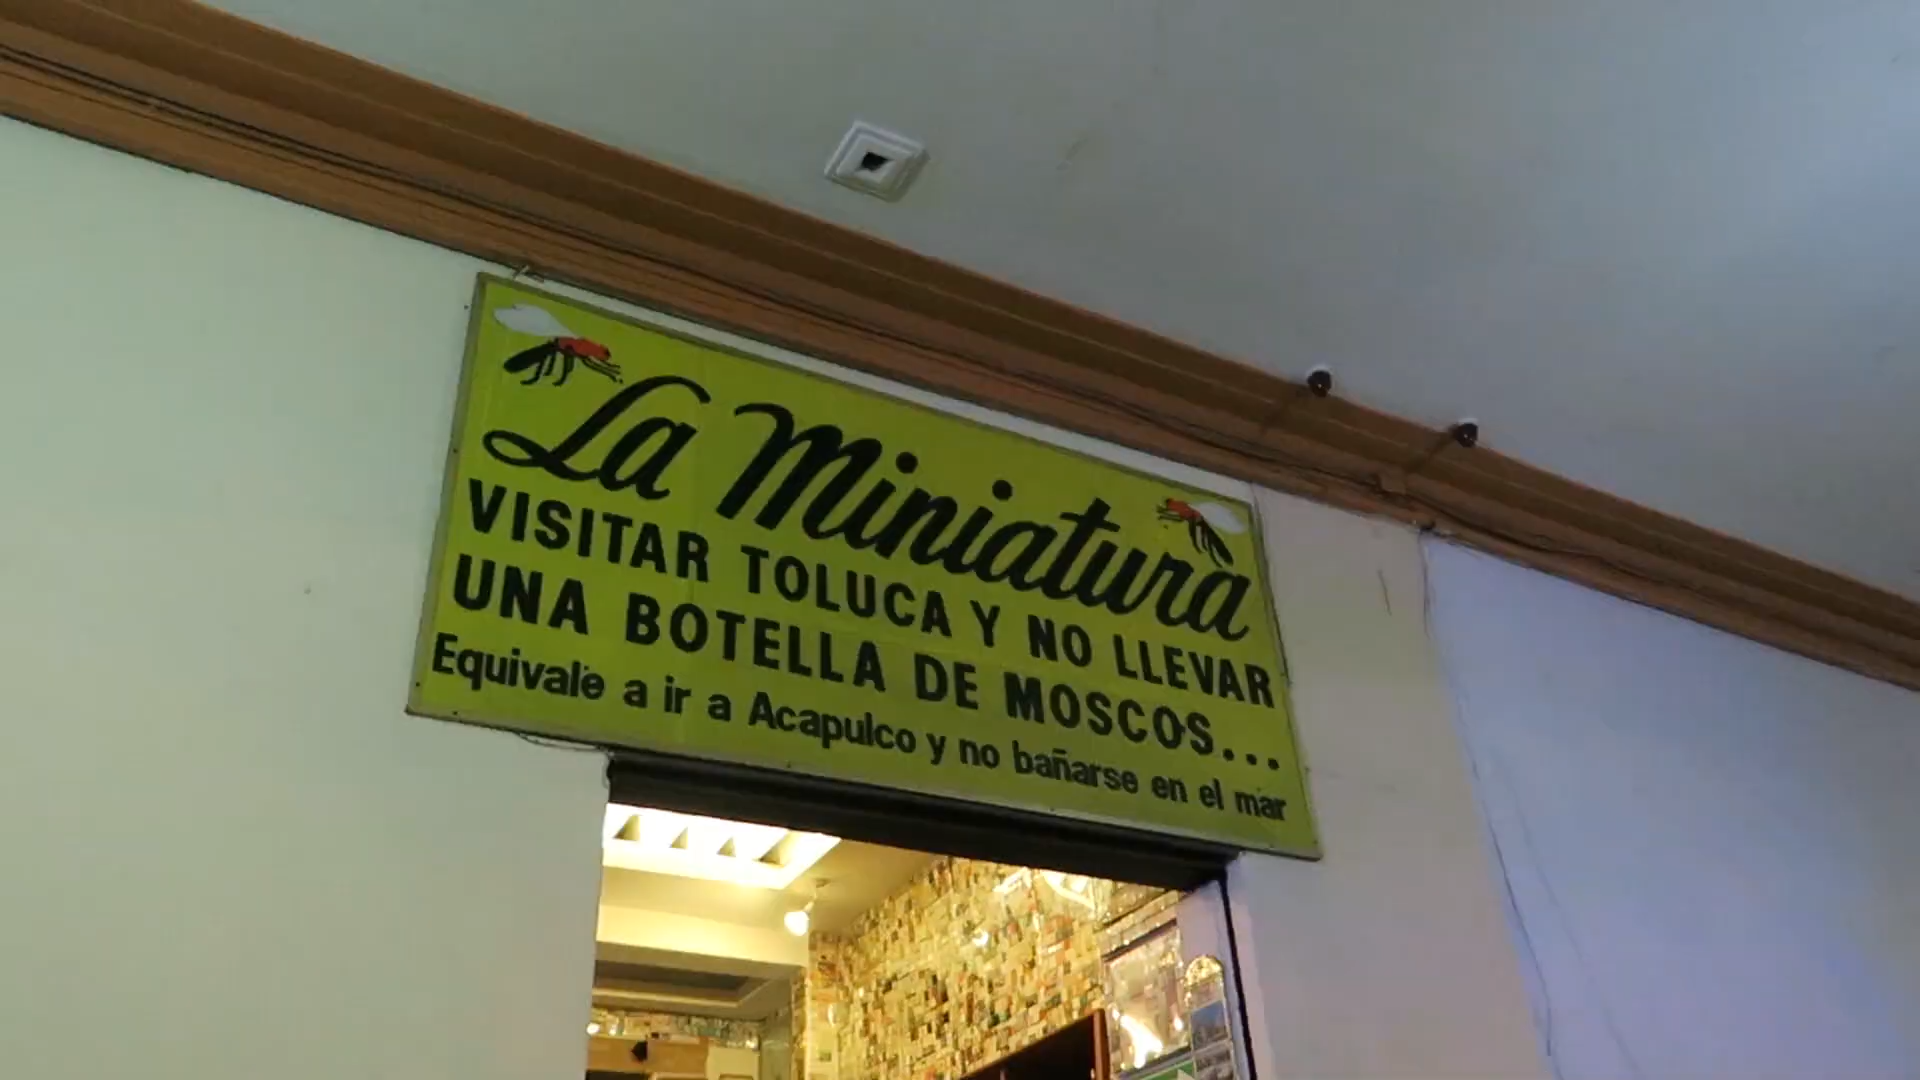 La Miniatura
VISITAR TOLUCA Y NO LLEVAR
UNA BOTELLA DE MOSCOS...
Equivale a ir a Acapulco y no bañarse en el mar